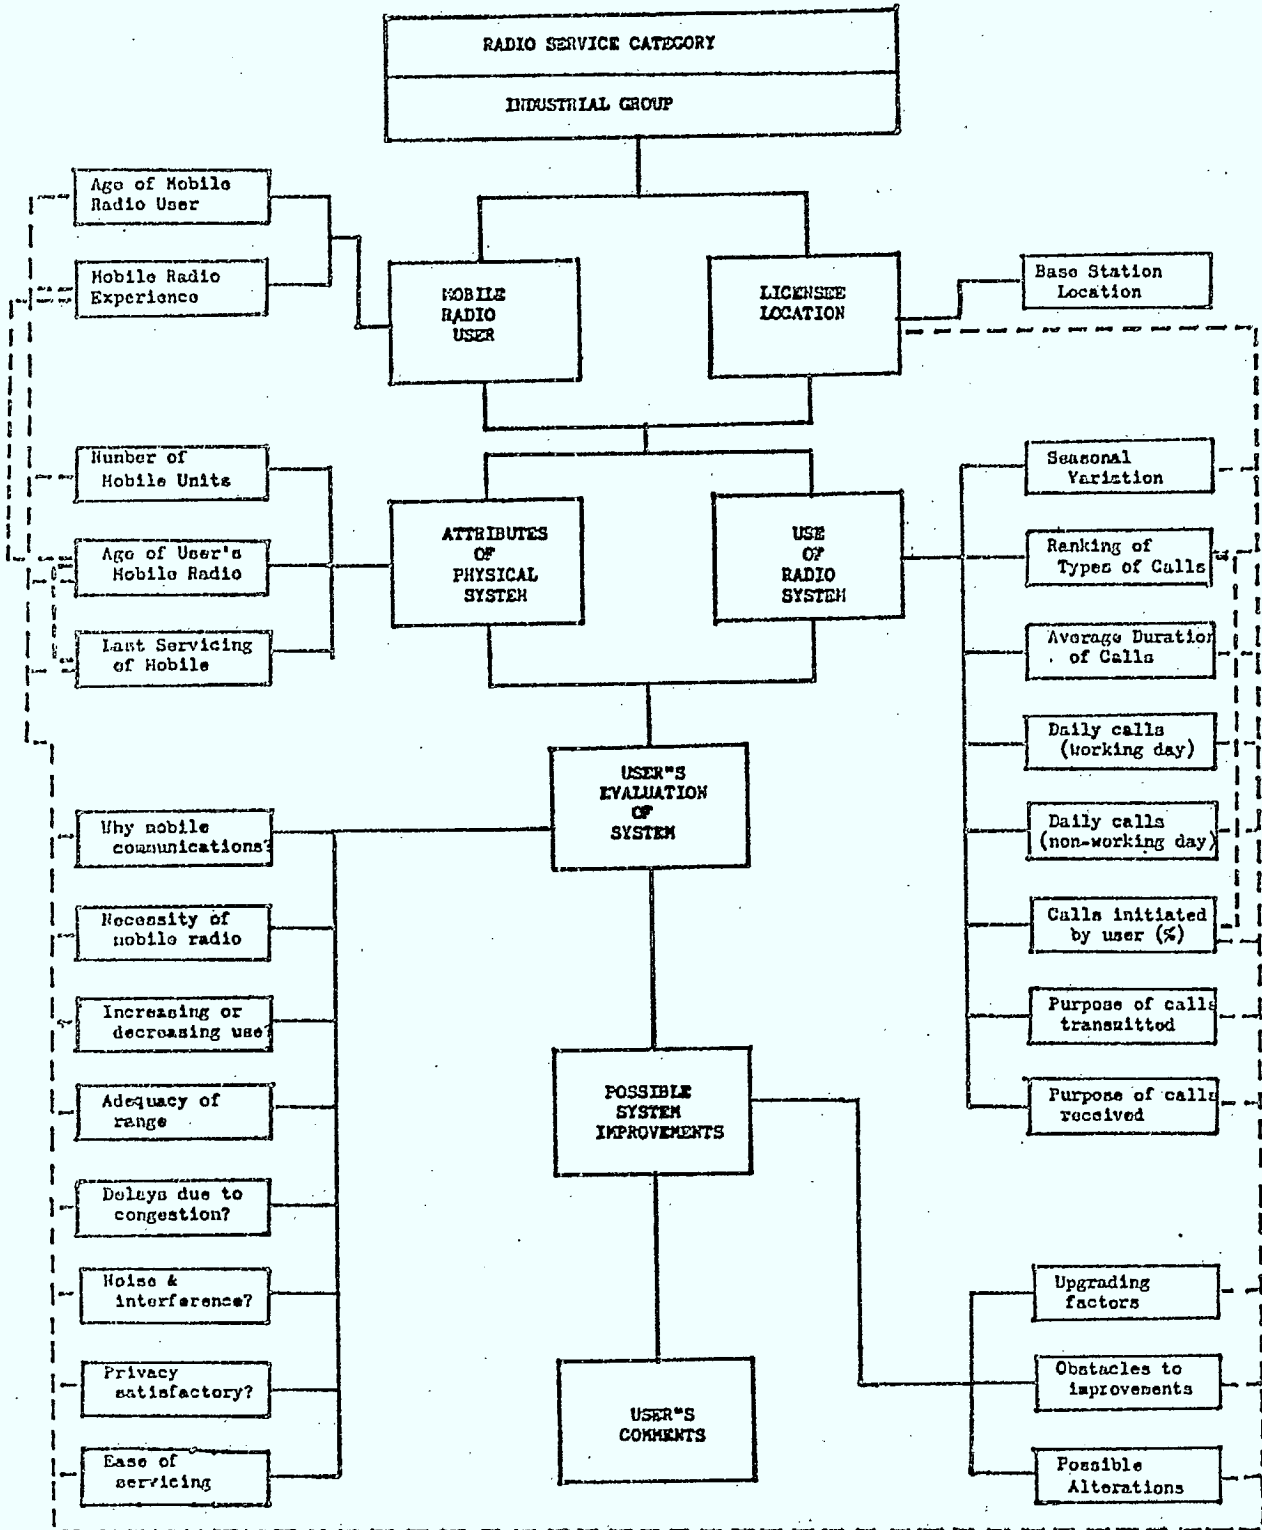 RADIO SERVICE CATEGORY
INDUSTRIAL GROUP
Age of Mobile
Radio User
Mobile Radio
Experience
MOBILE
RADIO
USER
LICENSEE
LOCATION
Base Station
Location
Number of
Mobile Units
Age of User's
Mobile Radio
Last Servicing
of Mobile
ATTRIBUTES
OF
PHYSICAL
SYSTEM
USE
OF
RADIO
SYSTEM
Seasonal
Variation
Ranking of
Types of Calls
Average Duration
of Calls
Daily calls
(working day)
Daily calls
(non-working day)
Calls initiated
by user (%)
Purpose of calls
transmitted
Purpose of calls
received
USER"S
EVALUATION
OF
SYSTEM
Why mobile
communications?
Necessity of
mobile radio
Increasing or
decreasing use?
Adequacy of
range
Delays due to
congestion?
Noise &
interference?
Privacy
satisfactory?
Ease of
servicing
POSSIBLE
SYSTEM
IMPROVEMENTS
USER"S
COMMENTS
Upgrading
factors
Obstacles to
improvements
Possible
Alterations